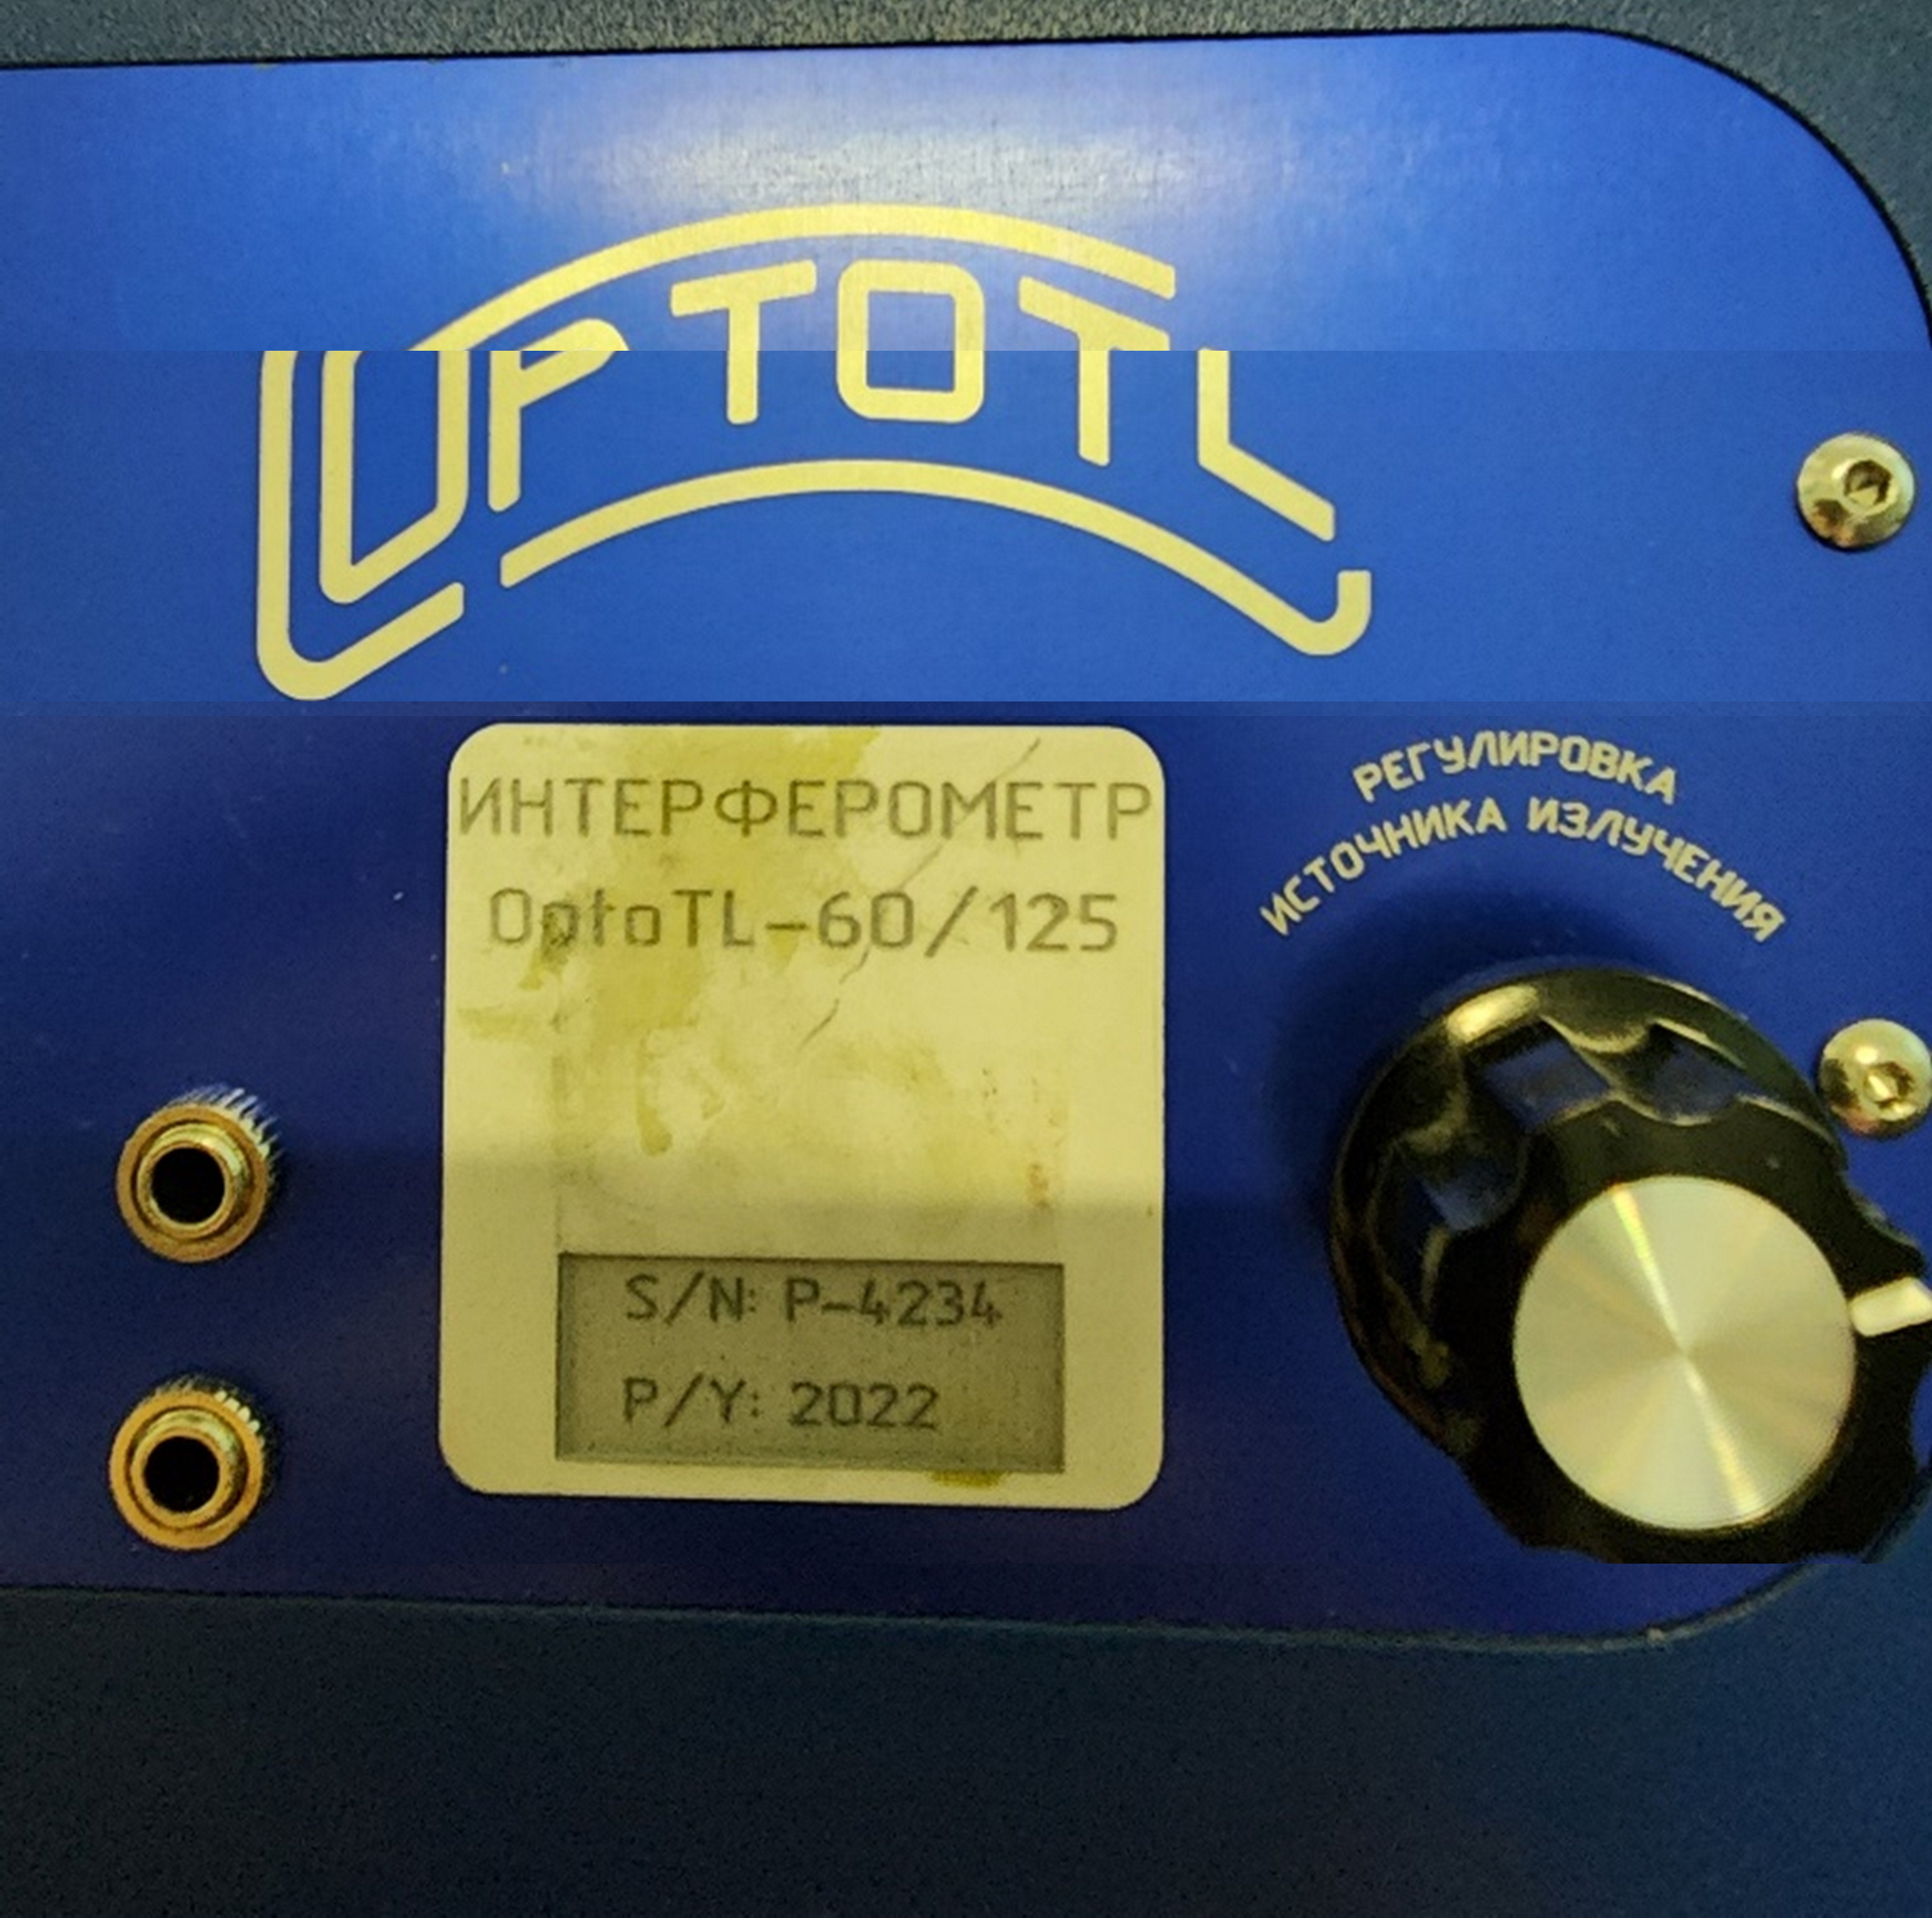 OPTOTL
РЕГУЛИРОВКА
ИСТОЧНИКА ИЗЛУЧЕНИЯ
ИНТЕРФЕРОМЕТР
OptoTL-60/125
S/N: P-4234
P/Y: 2022